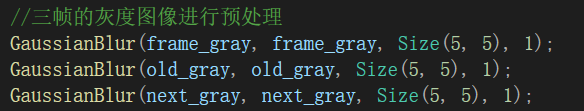 //三帧的灰度图像进行预处理
GaussianBlur(frame_gray, frame_gray, Size(5, 5), 1);
GaussianBlur(old_gray, old_gray, Size(5, 5), 1);
GaussianBlur(next_gray, next_gray, Size(5, 5), 1);